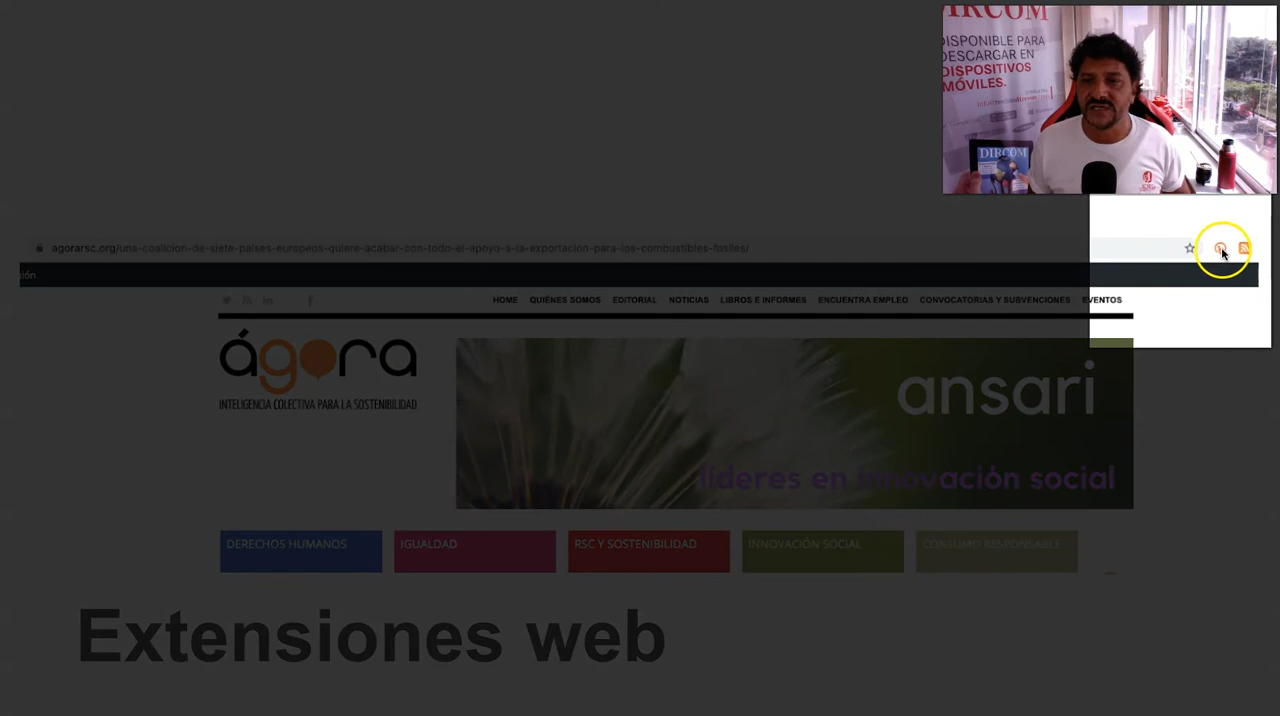 DIRCOM
DISPONIBLE PARA
DESCARGAR EN
DISPOSITIVOS
MÓVILES.
DIRCOM
agorarsc.org/una-coalicion-de-siete-paises-europeos-quiere-acabar-con-todo-el-apoyo-a-la-exportacion-para-los-combustibles-fosiles/
ión
HOME QUIÉNES SOMOS EDITORIAL NOTICIAS LIBROS E INFORMES ENCUENTRA EMPLEO CONVOCATORIAS Y SUBVENCIONES EVENTOS
ágora
INTELIGENCIA COLECTIVA PARA LA SOSTENIBILIDAD
ansari
líderes en innovación social
DERECHOS HUMANOS IGUALDAD RSC Y SOSTENIBILIDAD INNOVACIÓN SOCIAL CONSUMO RESPONSABLE
Extensiones web